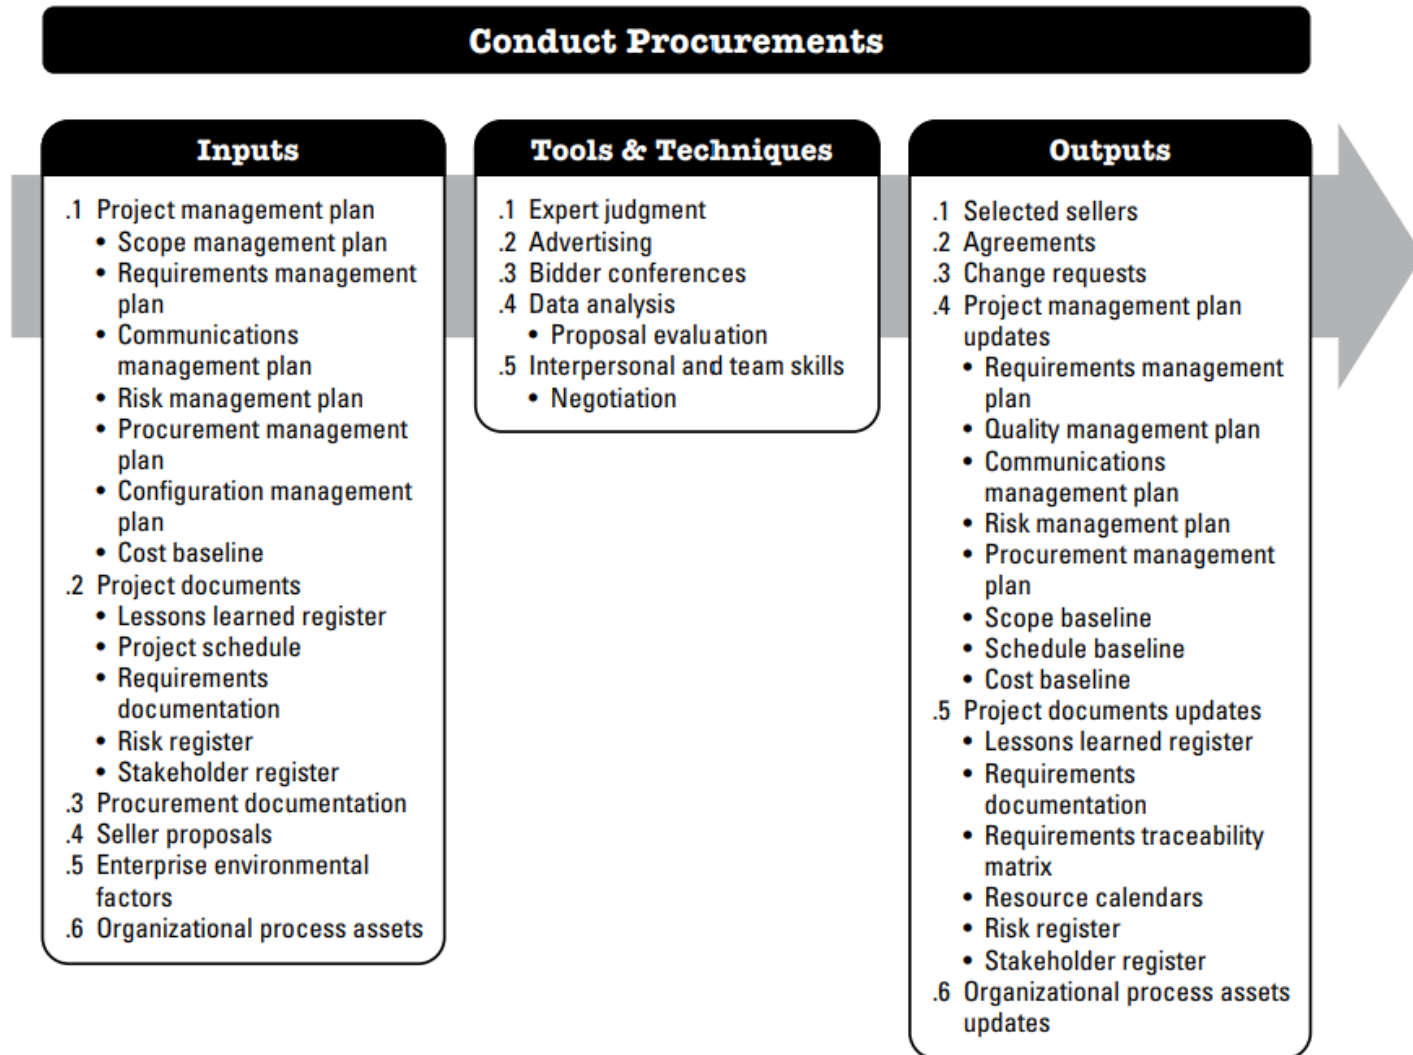 Conduct Procurements
Inputs
.1 Project management plan
• Scope management plan
• Requirements management
plan
• Communications
management plan
• Risk management plan
• Procurement management
plan
• Configuration management
plan
• Cost baseline
.2 Project documents
• Lessons learned register
• Project schedule
• Requirements
documentation
• Risk register
• Stakeholder register
.3 Procurement documentation
.4 Seller proposals
.5 Enterprise environmental
factors
.6 Organizational process assets
Tools & Techniques
.1 Expert judgment
.2 Advertising
.3 Bidder conferences
.4 Data analysis
• Proposal evaluation
.5 Interpersonal and team skills
• Negotiation
Outputs
.1 Selected sellers
.2 Agreements
.3 Change requests
.4 Project management plan
updates
• Requirements management
plan
• Quality management plan
• Communications
management plan
• Risk management plan
• Procurement management
plan
• Scope baseline
• Schedule baseline
• Cost baseline
.5 Project documents updates
• Lessons learned register
• Requirements
documentation
• Requirements traceability
matrix
• Resource calendars
• Risk register
• Stakeholder register
.6 Organizational process assets
updates